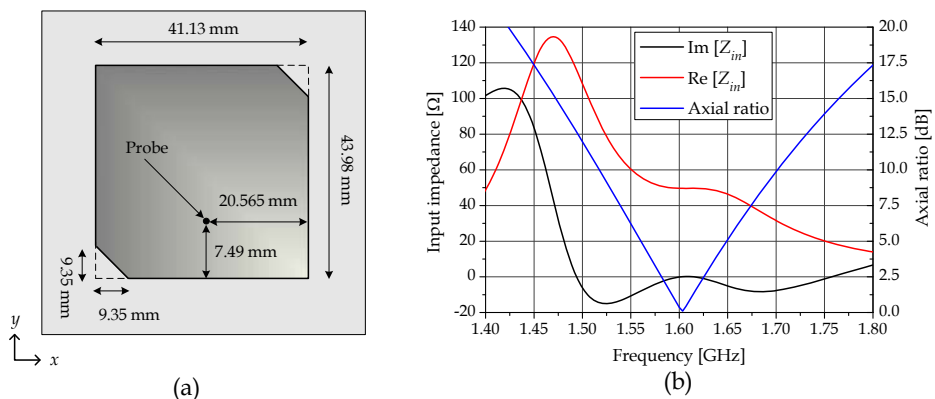 41.13 mm
Probe
20.565 mm
7.49 mm
43.98 mm
9.35 mm
9.35 mm
y
x
(a)
Input impedance [Ω]
140
120
100
80
60
40
20
0
-20
Im [Zin]
Re [Zin]
Axial ratio
20.0
17.5
15.0
12.5
10.0
7.5
5.0
2.5
0.0
Axial ratio [dB]
1.40 1.45 1.50 1.55 1.60 1.65 1.70 1.75 1.80
Frequency [GHz]
(b)